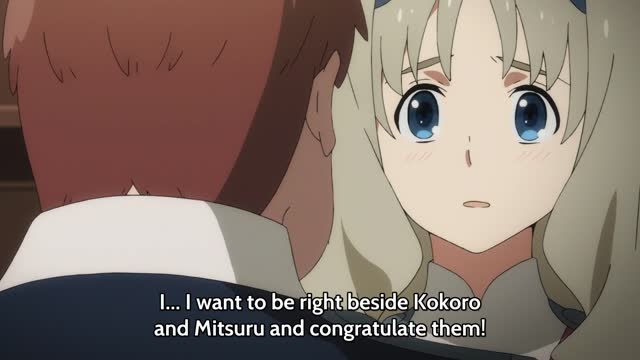 I... I want to be right beside Kokoro
and Mitsuru and congratulate them!